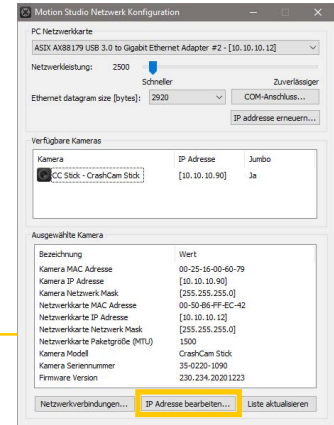 Motion Studio Netzwerk Konfiguration
PC Netzwerkkarte
ASIX AX88179 USB 3.0 to Gigabit Ethernet Adapter #2 - [10.10.10.12]
Netzwerkleistung: 2500
Schneller Zuverlässiger
Ethernet datagram size [bytes]: 2920 COM-Anschluss...
IP addresse erneuern...
Verfügbare Kameras
Kamera IP Adresse Jumbo
CC Stick - CrashCam Stick [10.10.10.90] Ja
Ausgewählte Kamera
Bezeichnung Wert
Kamera MAC Adresse 00-25-16-00-60-79
Kamera IP Adresse [10.10.10.90]
Kamera Netzwerk Mask [255.255.255.0]
Netzwerkkarte MAC Adresse 00-50-B6-FF-EC-42
Netzwerkkarte IP Adresse [10.10.10.12]
Netzwerkkarte Netzwerk Mask [255.255.255.0]
Netzwerkkarte Paketgröße (MTU) 1500
Kamera Modell CrashCam Stick
Kamera Seriennummer 35-0220-1090
Firmware Version 230.234.20201223
Netzwerkverbindungen... IP Adresse bearbeiten... Liste aktualisieren